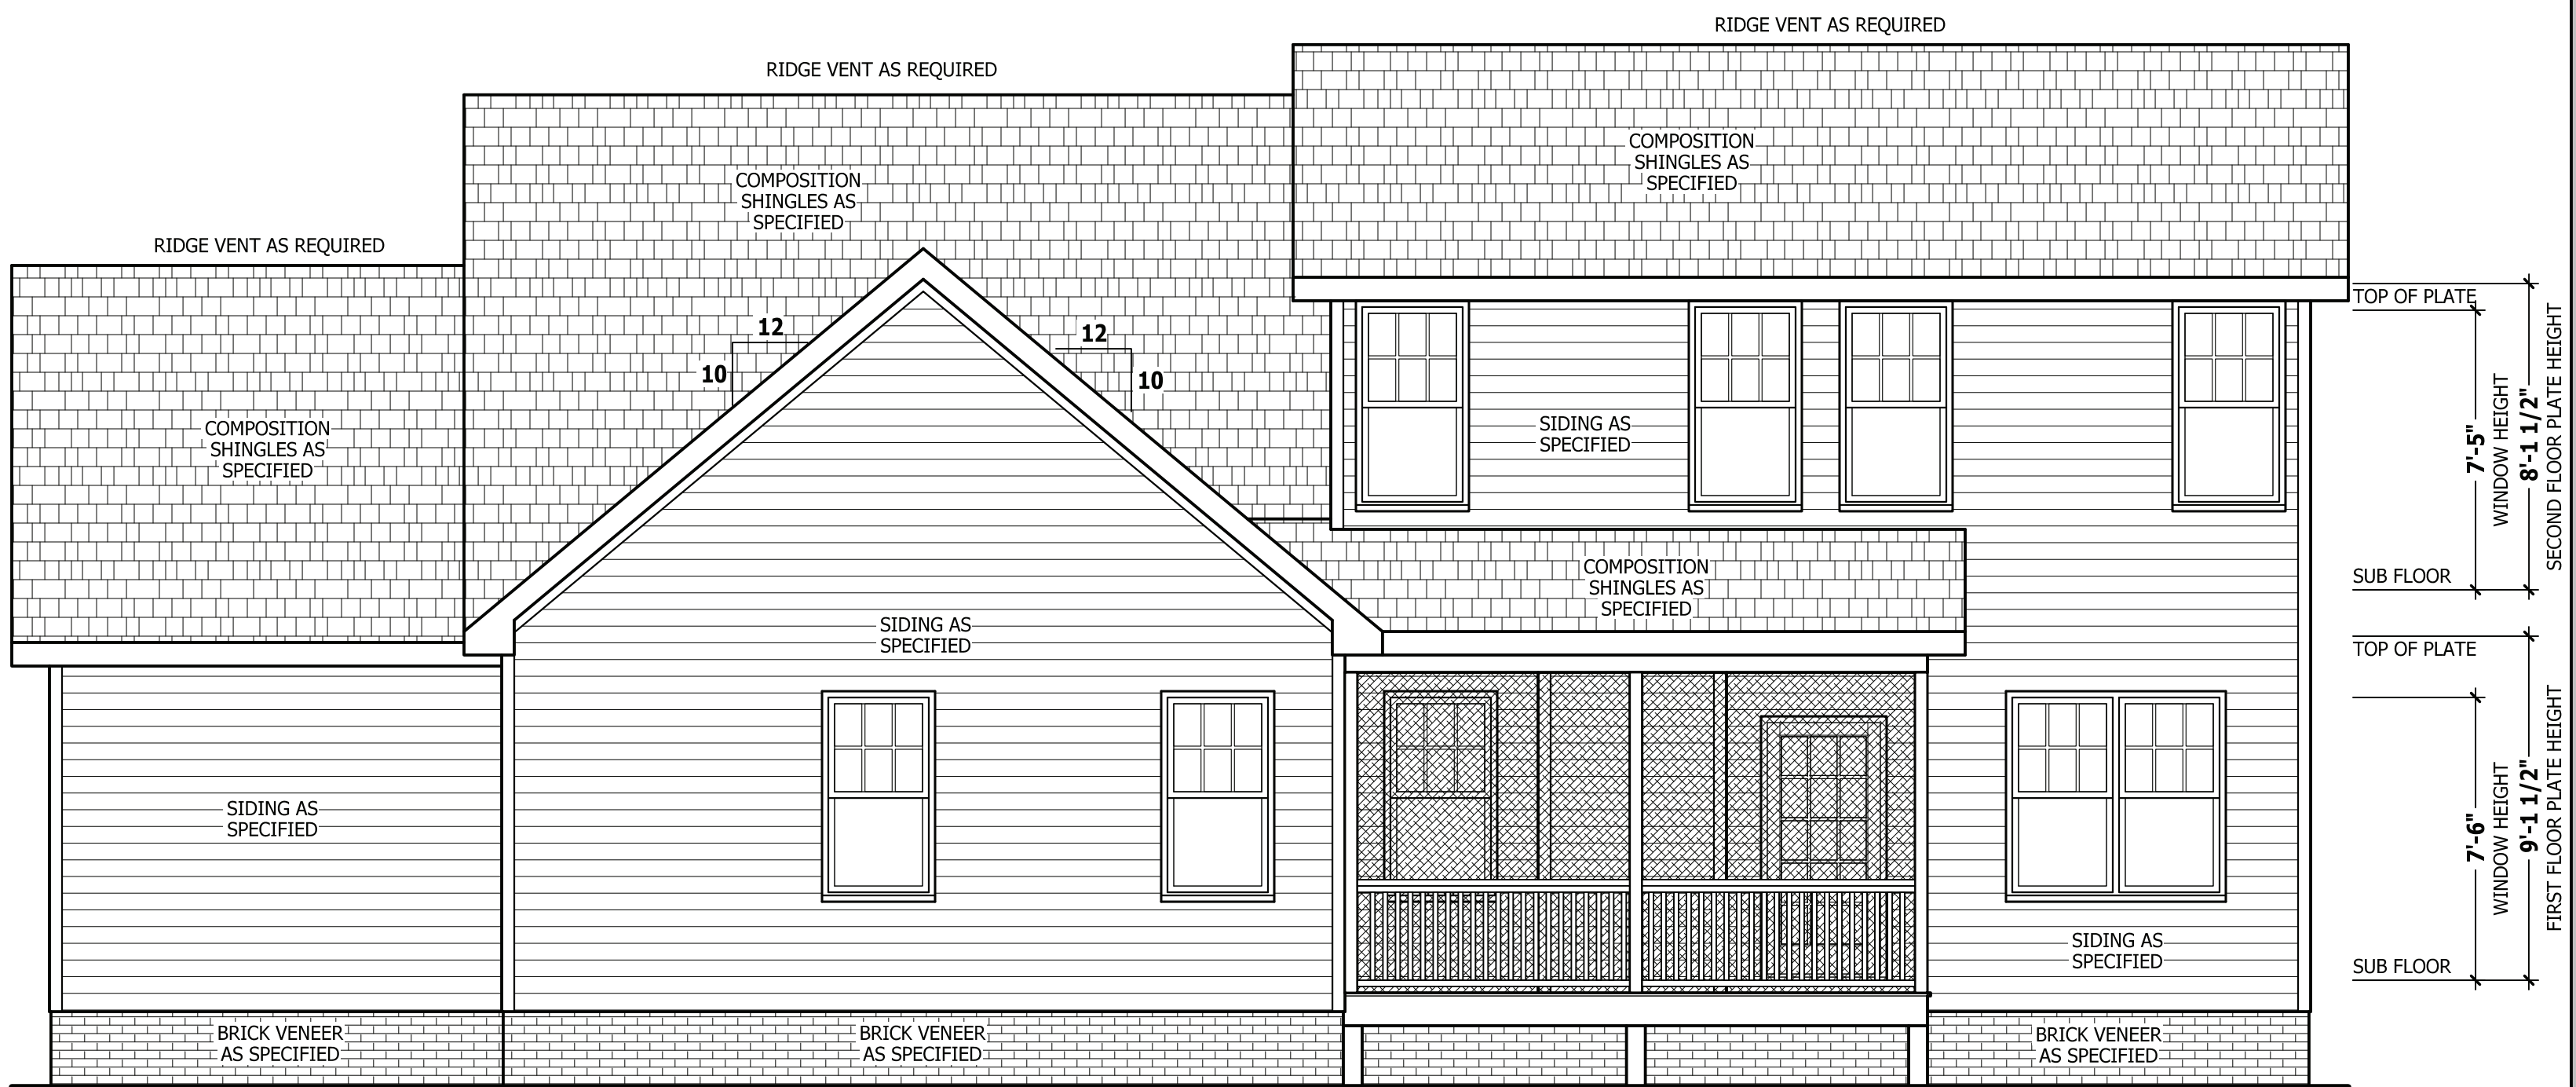 RIDGE VENT AS REQUIRED
RIDGE VENT AS REQUIRED
RIDGE VENT AS REQUIRED
COMPOSITION
SHINGLES AS
SPECIFIED
COMPOSITION
SHINGLES AS
SPECIFIED
COMPOSITION
SHINGLES AS
SPECIFIED
12
10
12
10
SIDING AS
SPECIFIED
COMPOSITION
SHINGLES AS
SPECIFIED
SIDING AS
SPECIFIED
SIDING AS
SPECIFIED
SIDING AS
SPECIFIED
BRICK VENEER
AS SPECIFIED
BRICK VENEER
AS SPECIFIED
BRICK VENEER
AS SPECIFIED
TOP OF PLATE
7'-5"
WINDOW HEIGHT
8'-1 1/2"
SECOND FLOOR PLATE HEIGHT
SUB FLOOR
TOP OF PLATE
7'-6"
WINDOW HEIGHT
9'-1 1/2"
FIRST FLOOR PLATE HEIGHT
SUB FLOOR